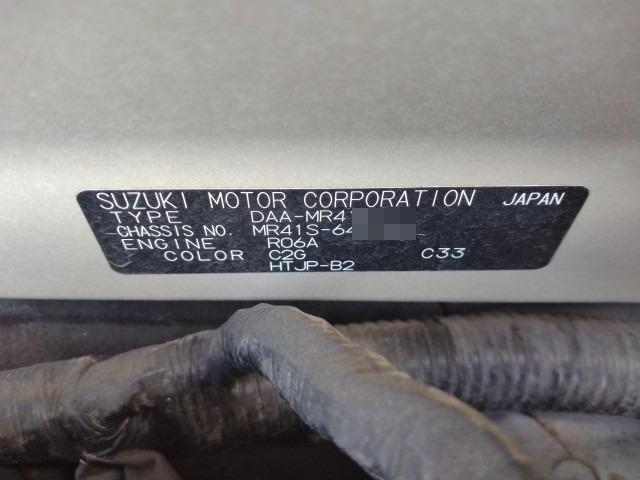 SUZUKI MOTOR CORPORATION JAPAN
TYPE DAA-MR41
CHASSIS NO. MR41S-64
ENGINE R06A
COLOR C2G C33
HTJP-B2